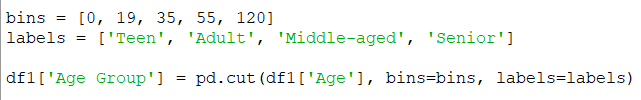 bins = [0, 19, 35, 55, 120]
labels = ['Teen', 'Adult', 'Middle-aged', 'Senior']
df1['Age Group'] = pd.cut(df1['Age'], bins=bins, labels=labels)